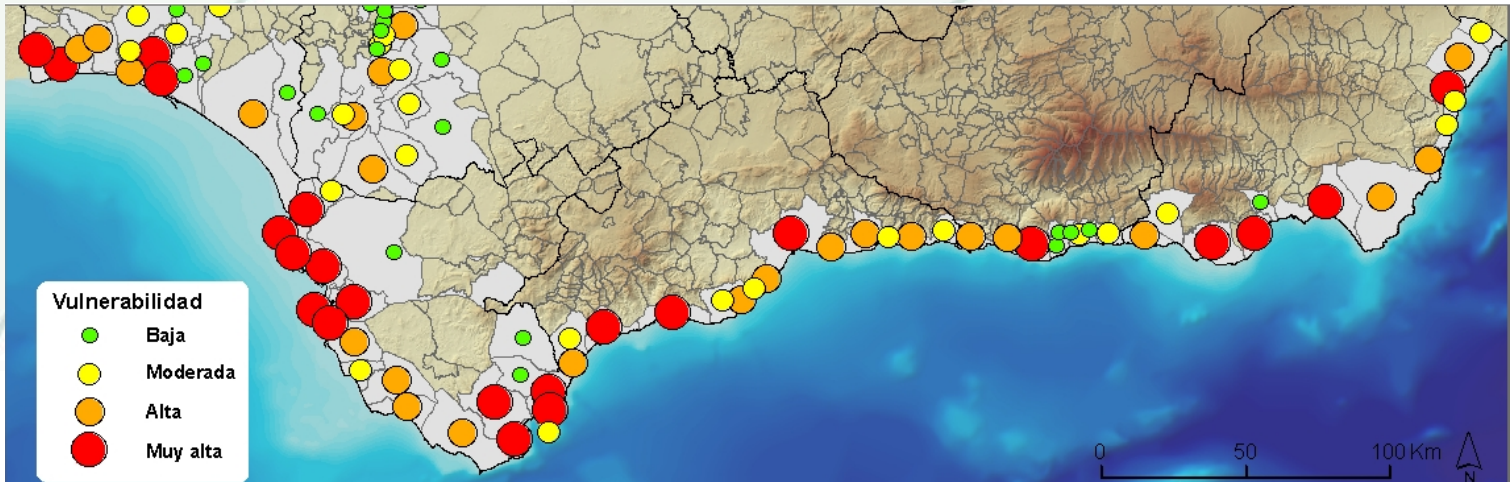 Vulnerabilidad
Baja
Moderada
Alta
Muy alta
0 50 100 Km
N